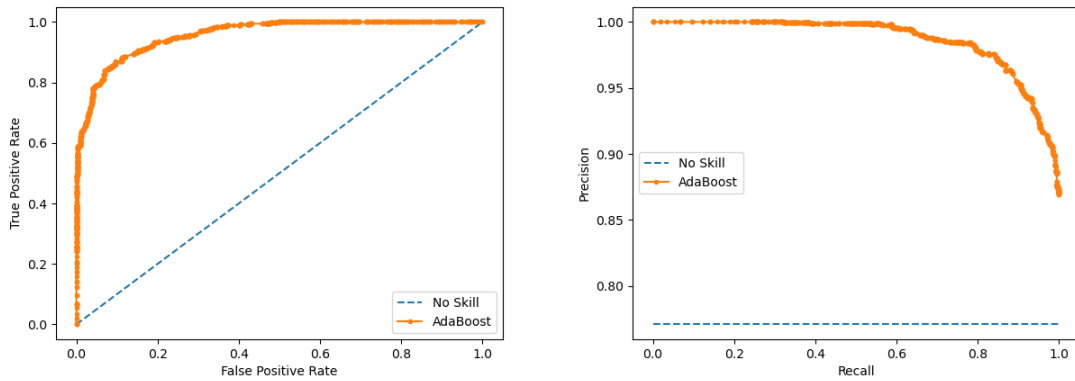 True Positive Rate
1.0
0.8
0.6
0.4
0.2
0.0
No Skill
AdaBoost
0.0 0.2 0.4 0.6 0.8 1.0
False Positive Rate
Precision
1.00
0.95
0.90
0.85
0.80
No Skill
AdaBoost
0.0 0.2 0.4 0.6 0.8 1.0
Recall